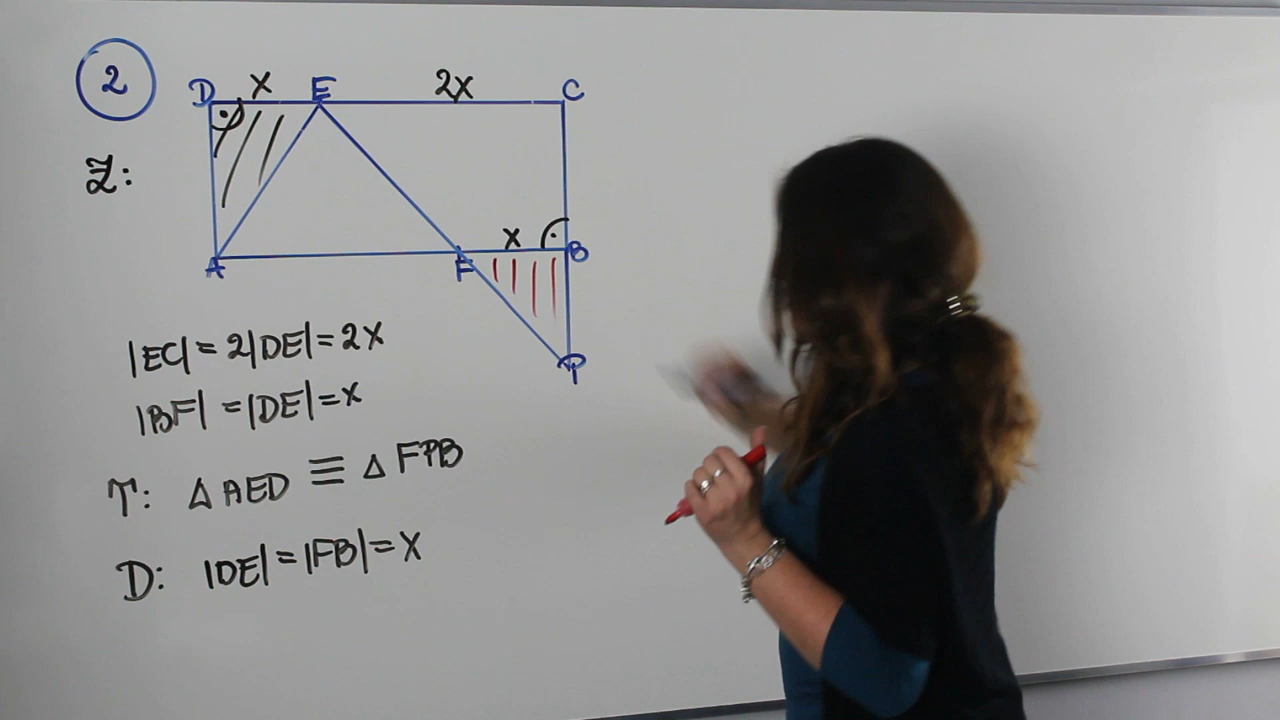 2
D x E 2x C
Z:
x B
A F
P
|EC| = 2|DE| = 2x
|BF| = |DE| = x
T: △ AED ≡ △ FPB
D: |DE| = |FB| = x